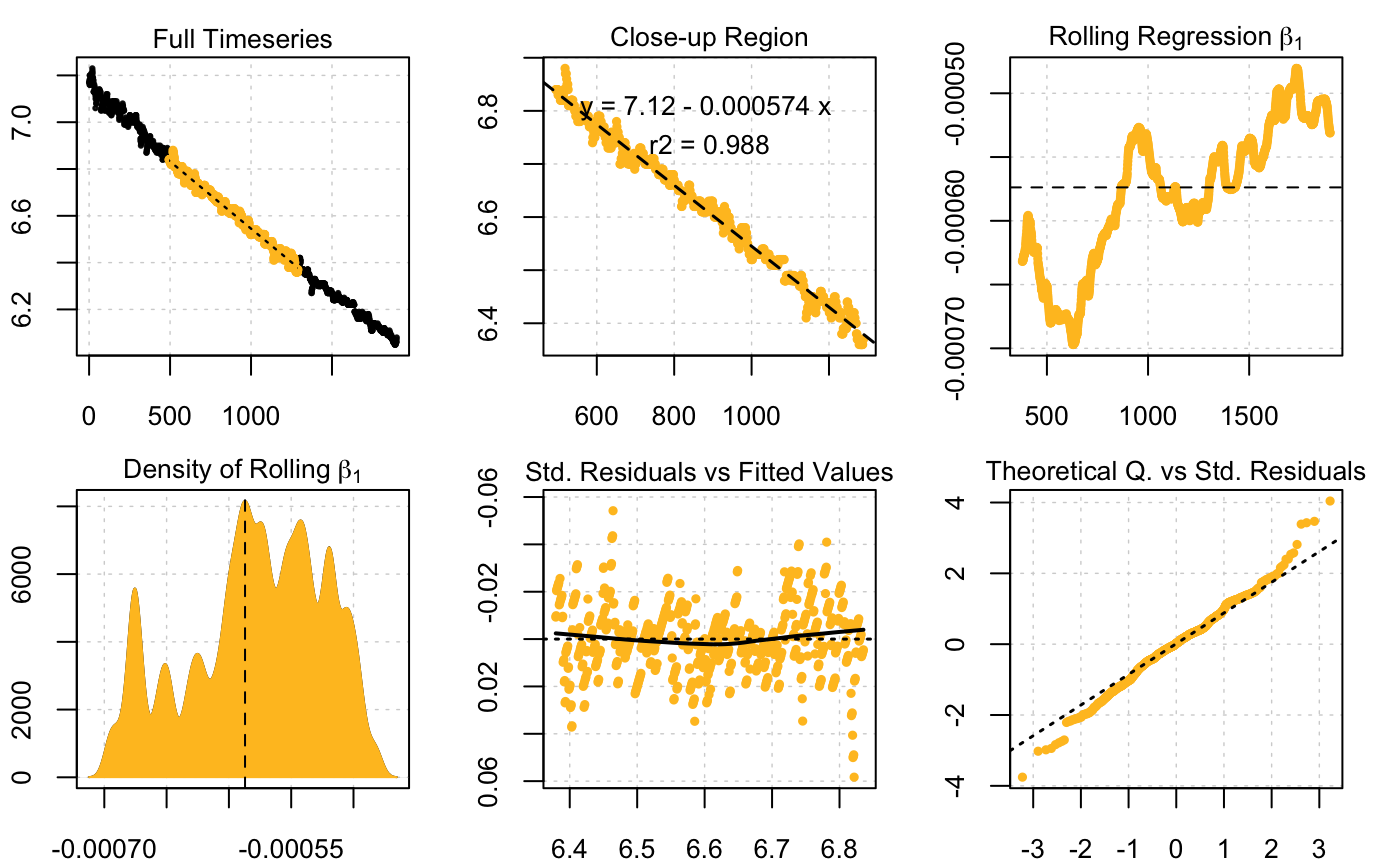 Full Timeseries
7.0
6.6
6.2
0 500 1000
Close-up Region
y = 7.12 - 0.000574 x
r2 = 0.988
6.8
6.6
6.4
600 800 1000
Rolling Regression β1
-0.00050
-0.00060
-0.00070
500 1000 1500
Density of Rolling β1
6000
2000
0
-0.00070 -0.00055
Std. Residuals vs Fitted Values
-0.06
-0.02
0.02
0.06
6.4 6.5 6.6 6.7 6.8
Theoretical Q. vs Std. Residuals
4
2
0
-2
-4
-3 -2 -1 0 1 2 3